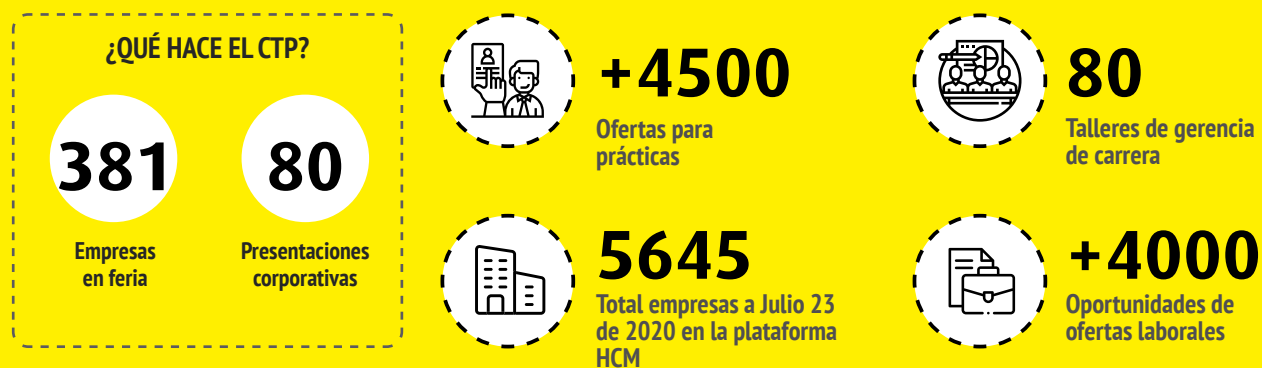 ¿QUÉ HACE EL CTP?
381
Empresas
en feria
80
Presentaciones
corporativas
+4500
Ofertas para
prácticas
80
Talleres de gerencia
de carrera
5645
Total empresas a Julio 23
de 2020 en la plataforma
HCM
+4000
Oportunidades de
ofertas laborales